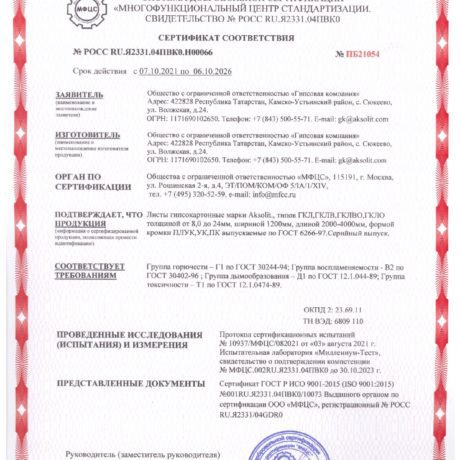 МФЦС
«МНОГОФУНКЦИОНАЛЬНЫЙ ЦЕНТР СТАНДАРТИЗАЦИИ.
СВИДЕТЕЛЬСТВО № РОСС RU.Я2331.04ПВК0
СЕРТИФИКАТ СООТВЕТСТВИЯ
№ РОСС RU.Я2331.04ПВК0.Н00066
№ ПБ21054
Срок действия с 07.10.2021 по 06.10.2026
ЗАЯВИТЕЛЬ
(наименование и местонахождение заявителя)
Общество с ограниченной ответственностью «Гипсовая компания»
Адрес: 422828 Республика Татарстан, Камско-Устьинский район, с. Сюкеево,
ул. Волжская, д.24.
ОГРН: 1171690102650. Телефон: +7 (843) 500-55-71. E-mail: gk@aksolit.com
ИЗГОТОВИТЕЛЬ
(наименование и местонахождение изготовителя продукции)
Общество с ограниченной ответственностью «Гипсовая компания»
Адрес: 422828 Республика Татарстан, Камско-Устьинский район, с. Сюкеево,
ул. Волжская, д.24.
ОГРН: 1171690102650. Телефон: +7 (843) 500-55-71. E-mail: gk@aksolit.com
ОРГАН ПО
СЕРТИФИКАЦИИ
Общества с ограниченной ответственностью «МФЦС», 115191, г. Москва,
ул. Рощинская 2-я, д.4, ЭТ/ПОМ/КОМ/ОФ 5/IA/1/XIV,
тел. +7 (495) 320-52-59. E-mail: info@mfcc.ru
ПОДТВЕРЖДАЕТ, ЧТО
ПРОДУКЦИЯ
(информация о сертифицированной продукции, позволяющая провести идентификацию)
Листы гипсокартонные марки Aksolit, типов ГКЛ,ГКЛВ,ГКЛВО,ГКЛО
толщиной от 8,0 до 24мм, шириной 1200мм, длиной 2000-4000мм, формой
кромки ПЛУК,УК,ПК выпускаемые по ГОСТ 6266-97.Серийный выпуск.
СООТВЕТСТВУЕТ
ТРЕБОВАНИЯМ
Группа горючести – Г1 по ГОСТ 30244-94; Группа воспламеняемости - В2 по
ГОСТ 30402-96 ; Группа дымообразования – Д1 по ГОСТ 12.1.044-89; Группа
токсичности – Т1 по ГОСТ 12.1.0474-89.
ОКПД 2: 23.69.11
ТН ВЭД: 6809 110
ПРОВЕДЕННЫЕ ИССЛЕДОВАНИЯ
(ИСПЫТАНИЯ) И ИЗМЕРЕНИЯ
Протокол сертификационных испытаний
№ 10937/МФЦС/082021 от «03» августа 2021 г.
Испытательная лаборатория «Миллениум-Тест»,
свидетельство о подтверждении компетенции
№ МФЦС.002RU.Я2331.04ПВК0 до 30.10.2023 г.
ПРЕДСТАВЛЕННЫЕ ДОКУМЕНТЫ
Сертификат ГОСТ Р ИСО 9001-2015 (ISO 9001:2015)
№001RU.Я2331.04ПВК0/10073 Выданного органом по
сертификации ООО «МФЦС», регистрационный № РОСС
RU.Я2331/04GDR0
Руководитель (заместитель руководителя)